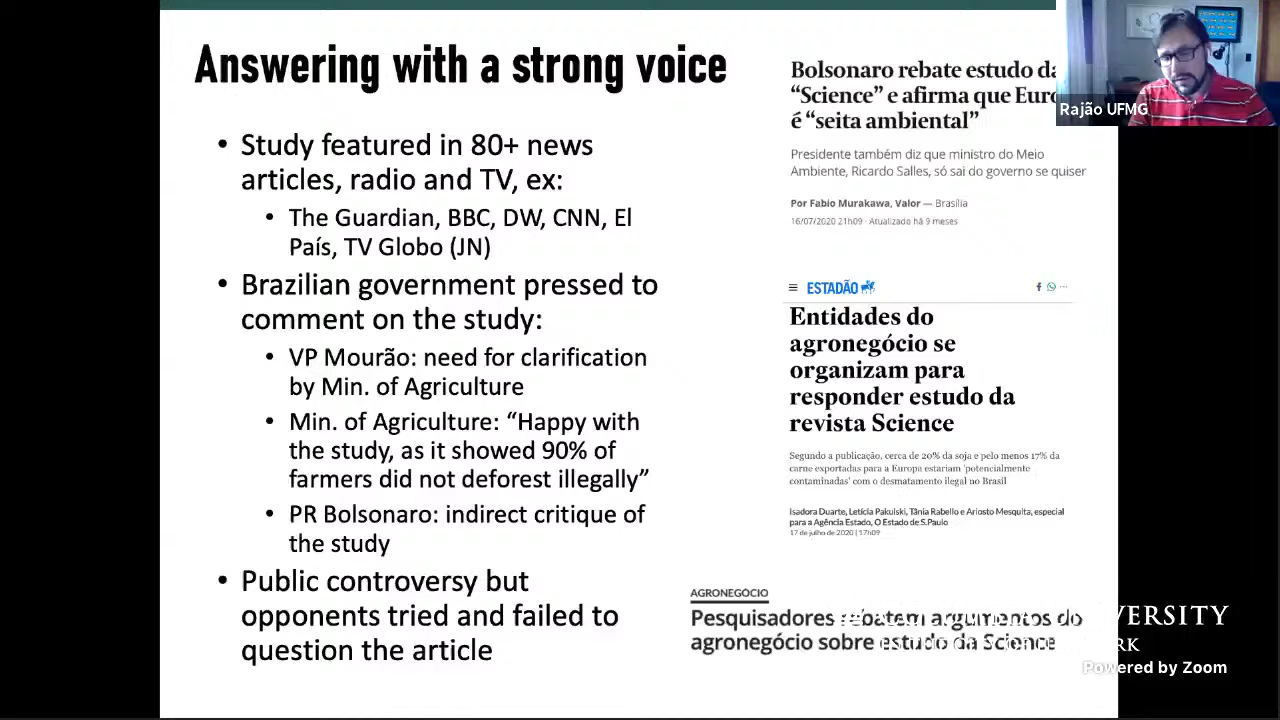 Answering with a strong voice
• Study featured in 80+ news
articles, radio and TV, ex:
• The Guardian, BBC, DW, CNN, El
País, TV Globo (JN)
• Brazilian government pressed to
comment on the study:
• VP Mourão: need for clarification
by Min. of Agriculture
• Min. of Agriculture: “Happy with
the study, as it showed 90% of
farmers did not deforest illegally”
• PR Bolsonaro: indirect critique of
the study
• Public controversy but
opponents tried and failed to
question the article
Bolsonaro rebate estudo da
“Science” e afirma que
é “seita ambiental”
Presidente também diz que ministro do Meio
Ambiente, Ricardo Salles, só sai do governo se quiser
Por Fabio Murakawa, Valor — Brasília
16/07/2020 21h09 · Atualizado há 9 meses
Rajão UFMG
ESTADÃO
Entidades do
agronegócio se
organizam para
responder estudo da
revista Science
Segundo a publicação, cerca de 20% da soja e pelo menos 17% da
carne exportadas para a Europa estariam 'potencialmente
contaminadas' com o desmatamento ilegal no Brasil
Isadora Duarte, Letícia Pakulski, Tânia Rabello e Ariosto Mesquita, especial
para a Agência Estado, O Estado de S.Paulo
17 de julho de 2020 | 17h09
AGRONEGÓCIO
Pesquisadores argumentos do
agronegócio sobre
Powered by Zoom